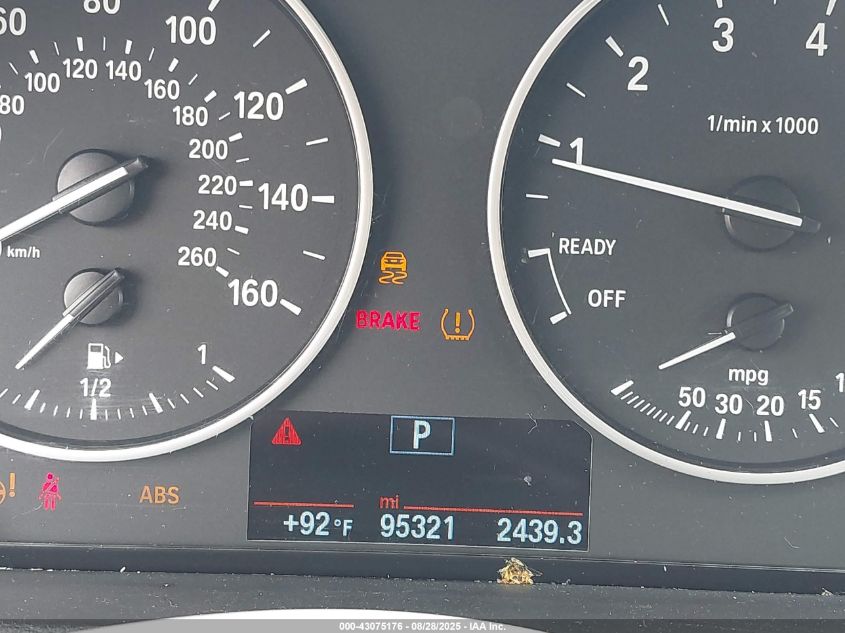 60 80 100 120 140 160
80 100 120 140 160 180 200 220 240 260
km/h
1/2 1
1 2 3 4
1/min x 1000
READY
OFF
mpg
50 30 20 15
BRAKE
!
!
ABS
P
mi
+92°F 95321 2439.3
000-43075176 - 08/28/2025 - IAA Inc.